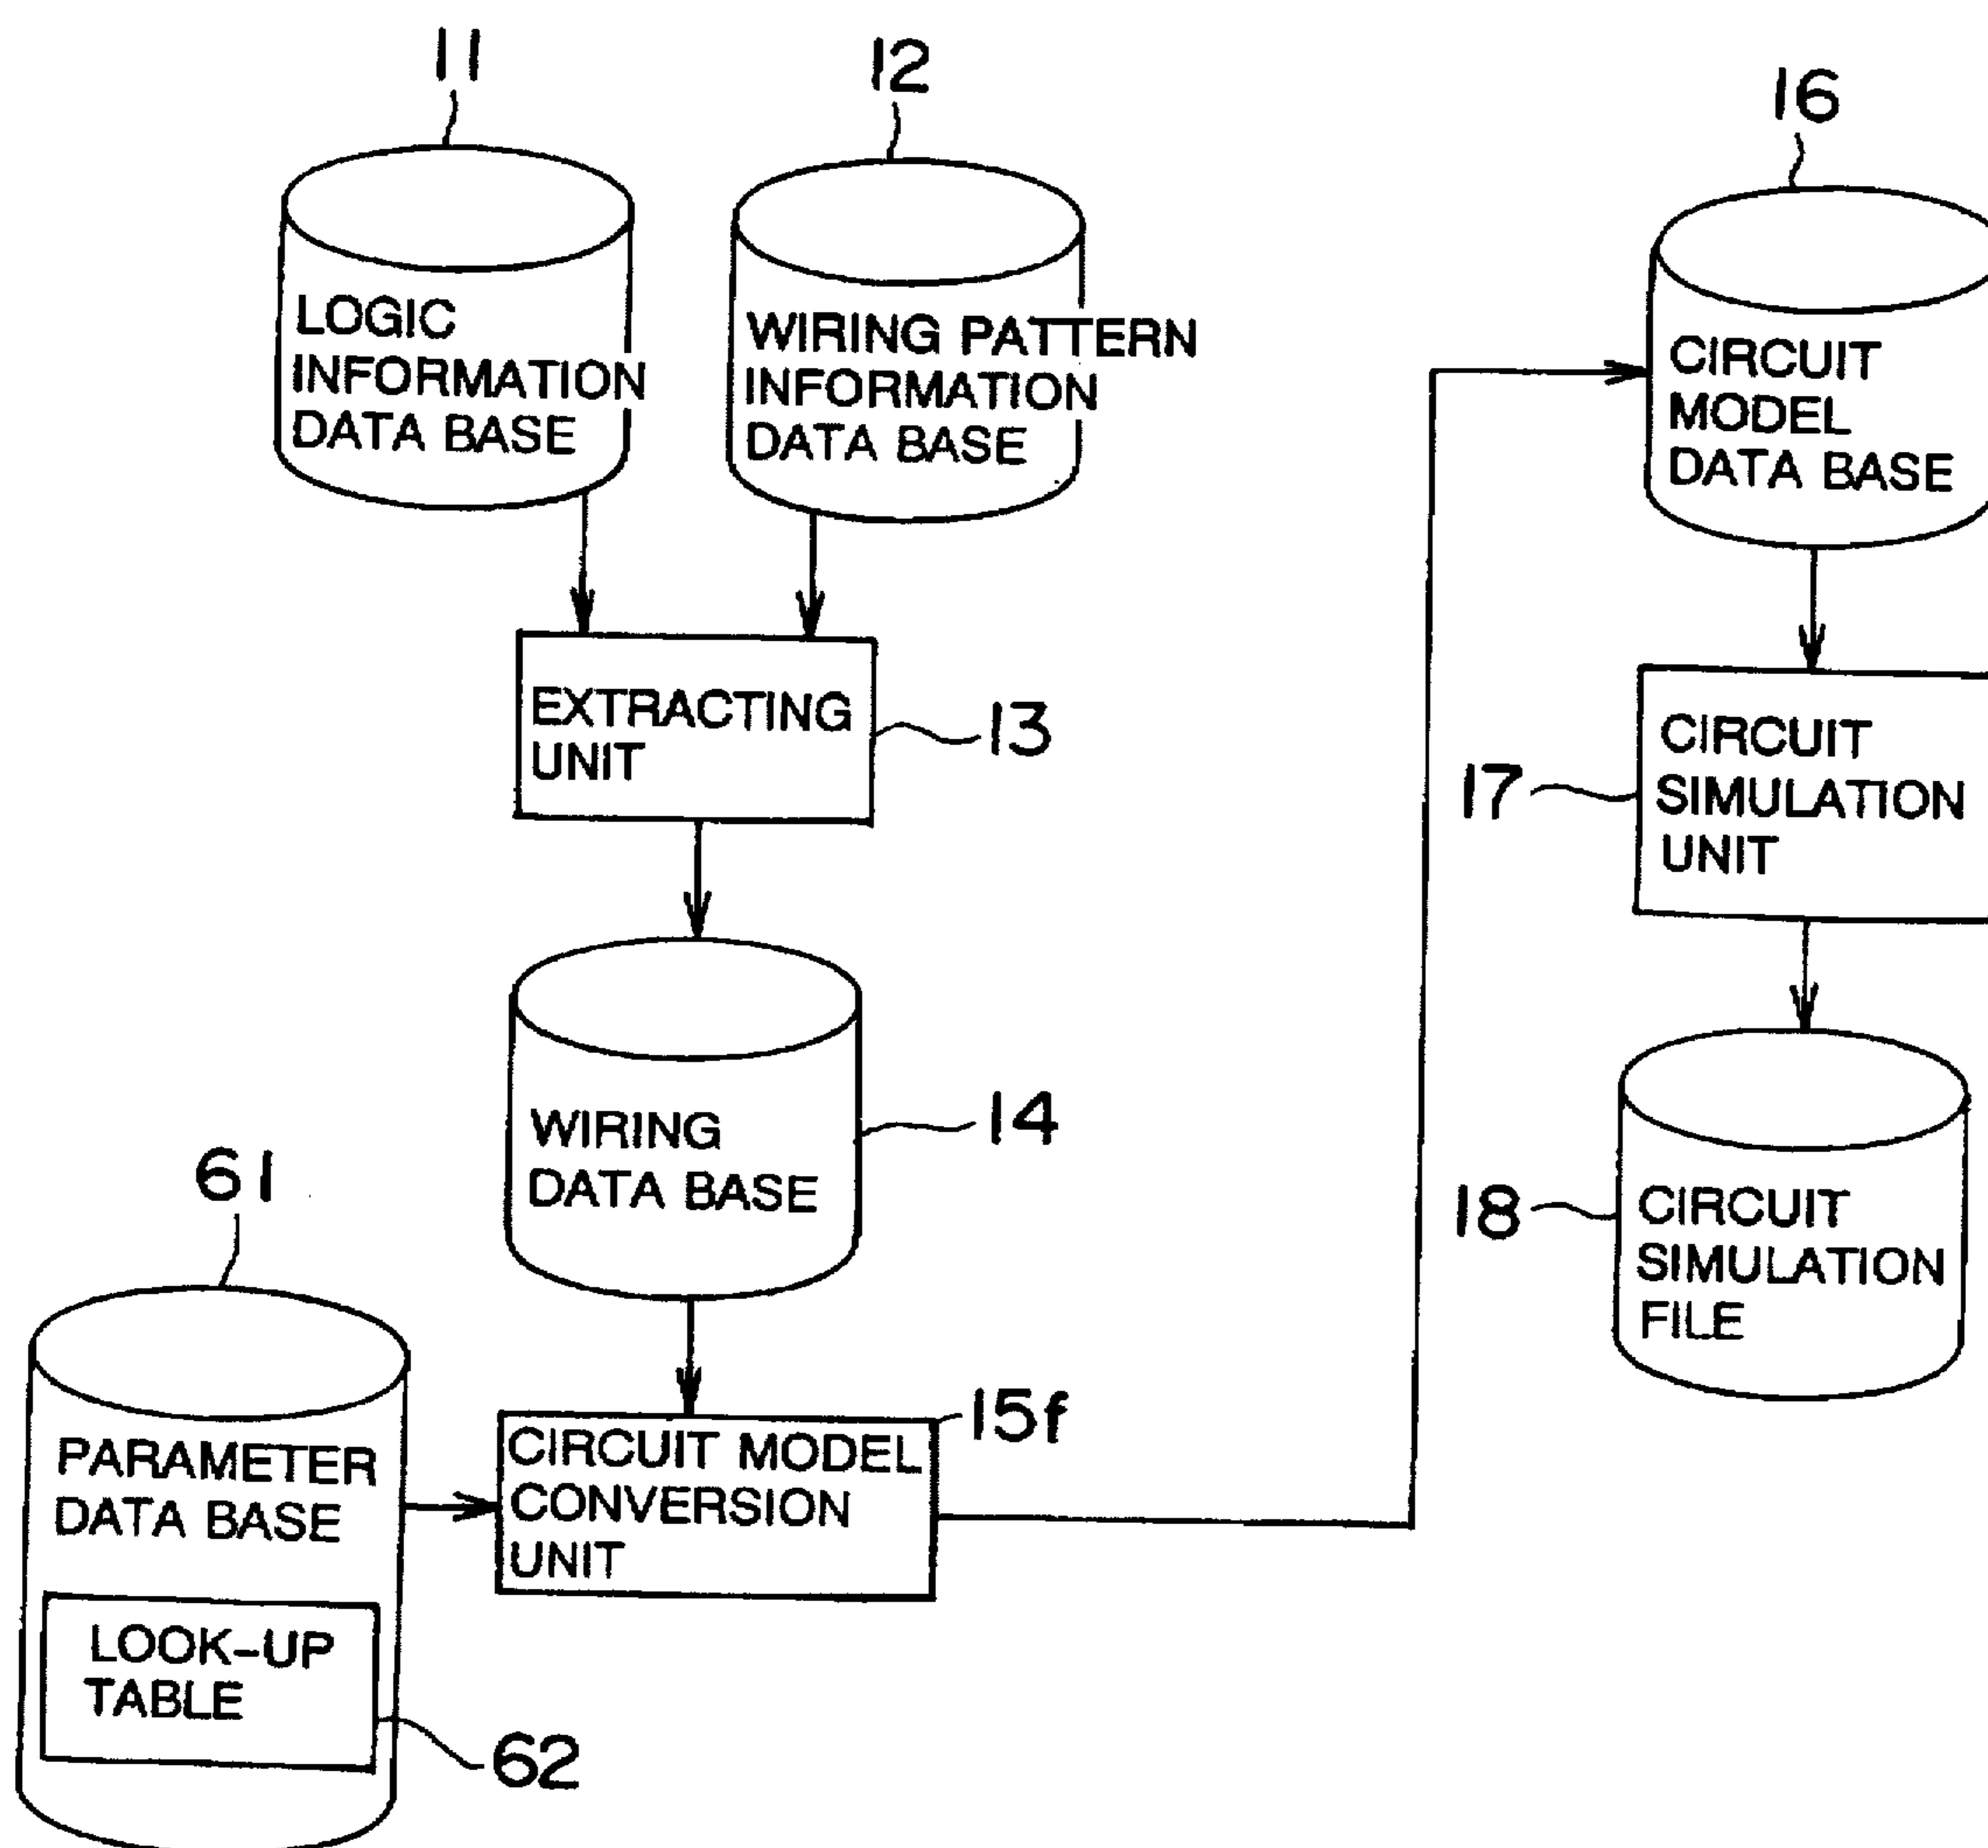 11
12
16
LOGIC
INFORMATION
DATA BASE
WIRING PATTERN
INFORMATION
DATA BASE
CIRCUIT
MODEL
DATA BASE
EXTRACTING
UNIT
13
17
CIRCUIT
SIMULATION
UNIT
WIRING
DATA BASE
14
18
CIRCUIT
SIMULATION
FILE
61
PARAMETER
DATA BASE
15f
CIRCUIT MODEL
CONVERSION
UNIT
LOOK-UP
TABLE
62